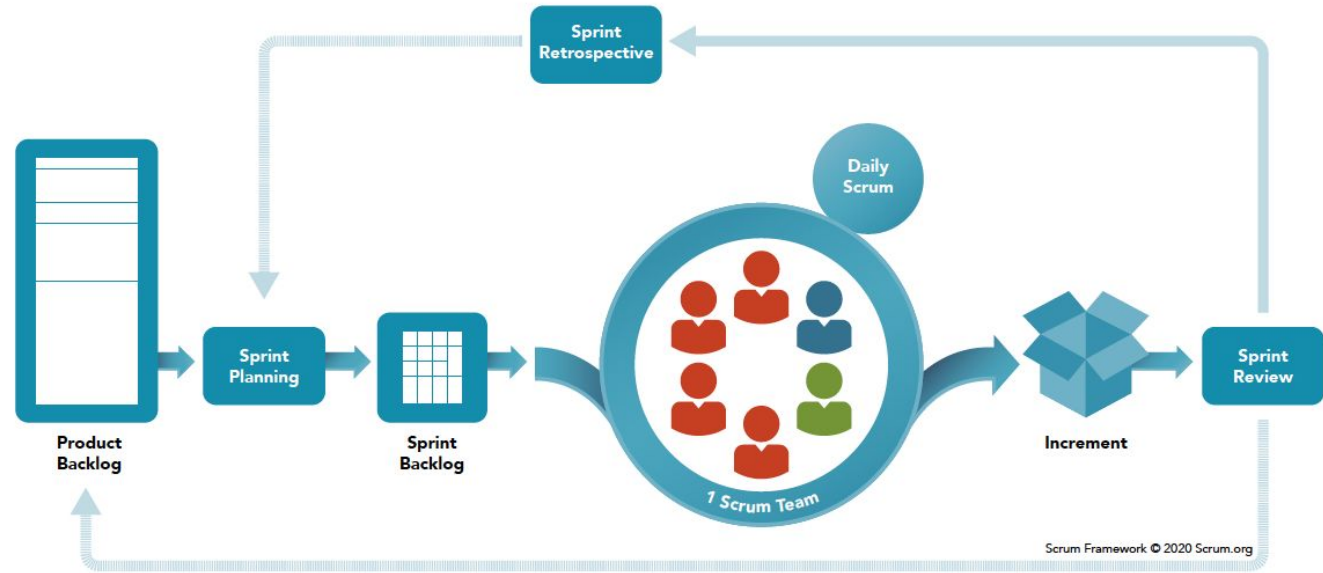 Sprint
Retrospective
Daily
Scrum
Sprint
Planning
Sprint
Review
Product
Backlog
Sprint
Backlog
Increment
1 Scrum Team
Scrum Framework © 2020 Scrum.org